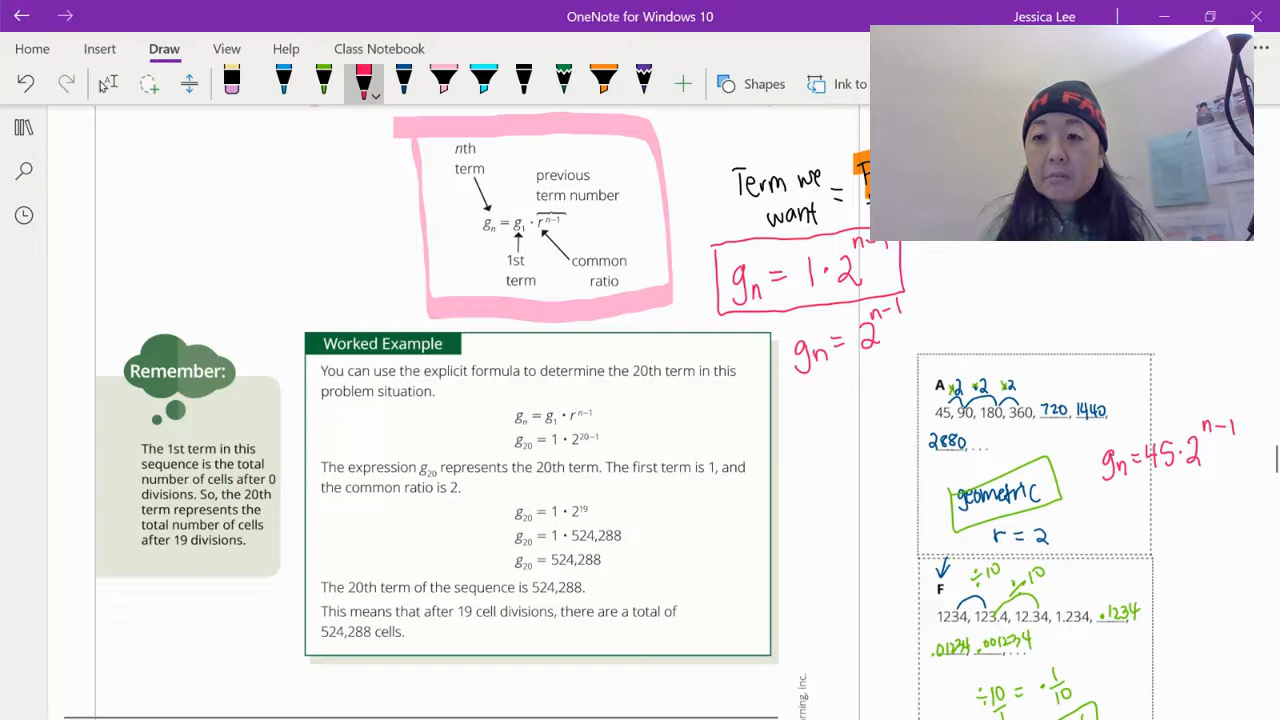 OneNote for Windows 10
Jessica Lee
Home Insert Draw View Help Class Notebook
Shapes
Ink to
nth
term
previous
term number
gₙ = g₁ · rⁿ⁻¹
1st
term
common
ratio
Term we
want =
gₙ = 1 · 2ⁿ⁻¹
gₙ = 2ⁿ⁻¹
Remember:
The 1st term in this
sequence is the total
number of cells after 0
divisions. So, the 20th
term represents the
total number of cells
after 19 divisions.
Worked Example
You can use the explicit formula to determine the 20th term in this
problem situation.
gₙ = g₁ · rⁿ⁻¹
g₂₀ = 1 · 2²⁰⁻¹
The expression g₂₀ represents the 20th term. The first term is 1, and
the common ratio is 2.
g₂₀ = 1 · 2¹⁹
g₂₀ = 1 · 524,288
g₂₀ = 524,288
The 20th term of the sequence is 524,288.
This means that after 19 cell divisions, there are a total of
524,288 cells.
A
×2 ×2 ×2
45, 90, 180, 360, 720, 1440,
2880, . . .
gₙ = 45 · 2ⁿ⁻¹
geometric
r = 2
F
÷10 ÷10
1234, 123.4, 12.34, 1.234, .1234,
.01234, .001234, . . .
÷10/1 = · 1/10